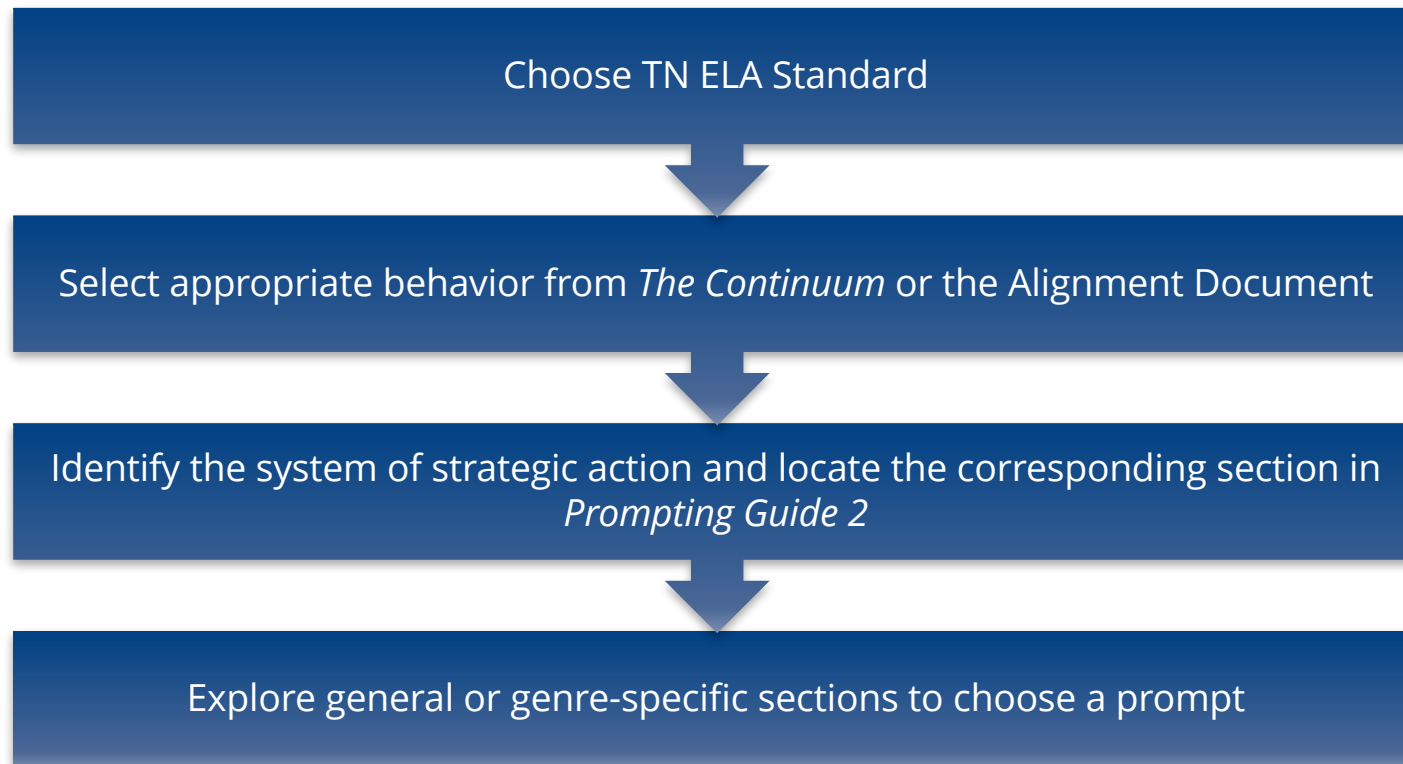 Choose TN ELA Standard
Select appropriate behavior from The Continuum or the Alignment Document
Identify the system of strategic action and locate the corresponding section in
Prompting Guide 2
Explore general or genre-specific sections to choose a prompt